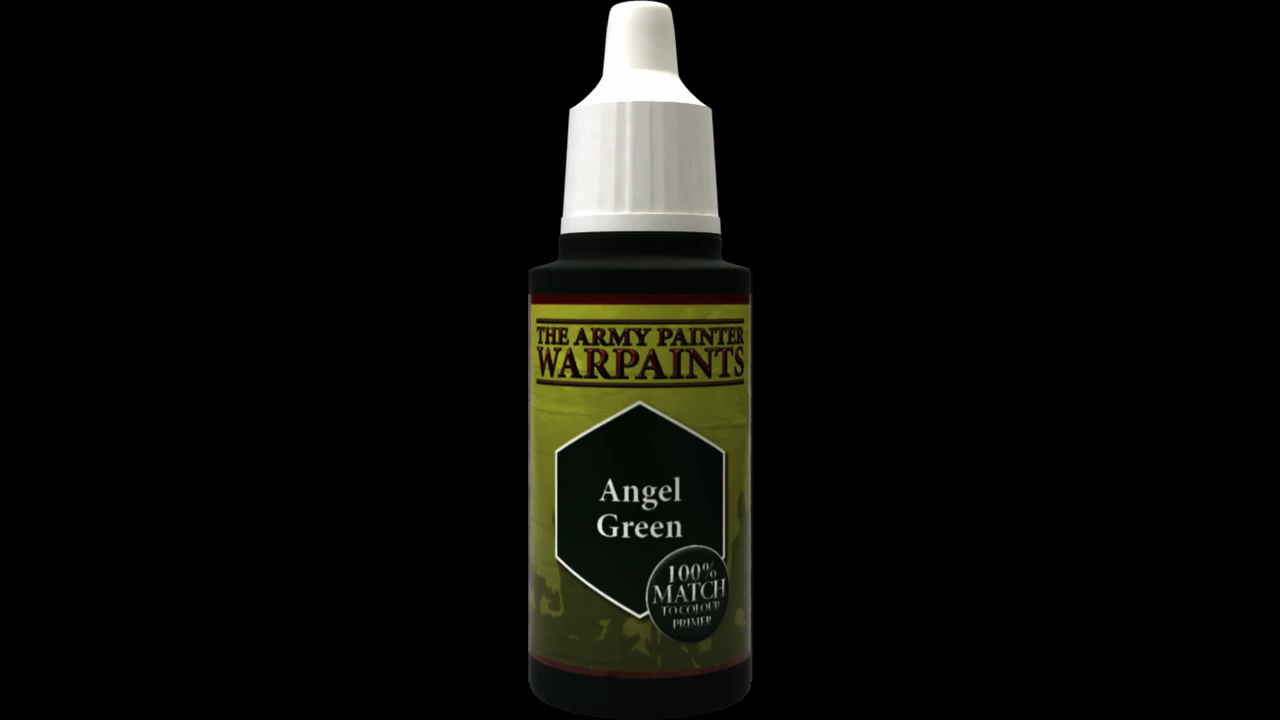 THE ARMY PAINTER
WARPAINTS
Angel
Green
100%
MATCH
TO COLOUR
PRIMER